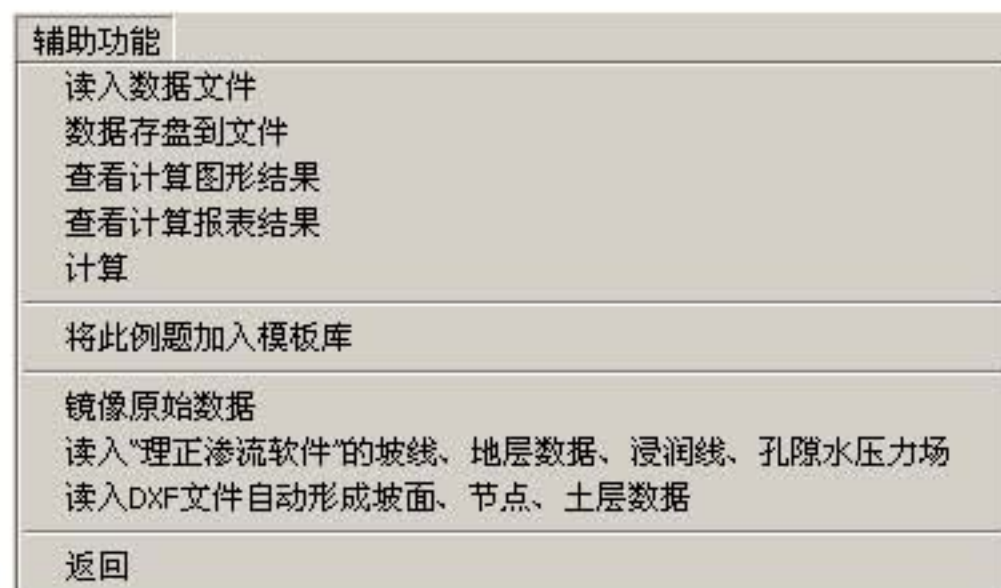 辅助功能
读入数据文件
数据存盘到文件
查看计算图形结果
查看计算报表结果
计算
将此例题加入模板库
镜像原始数据
读入“理正渗流软件”的坡线、地层数据、浸润线、孔隙水压力场
读入DXF文件自动形成坡面、节点、土层数据
返回